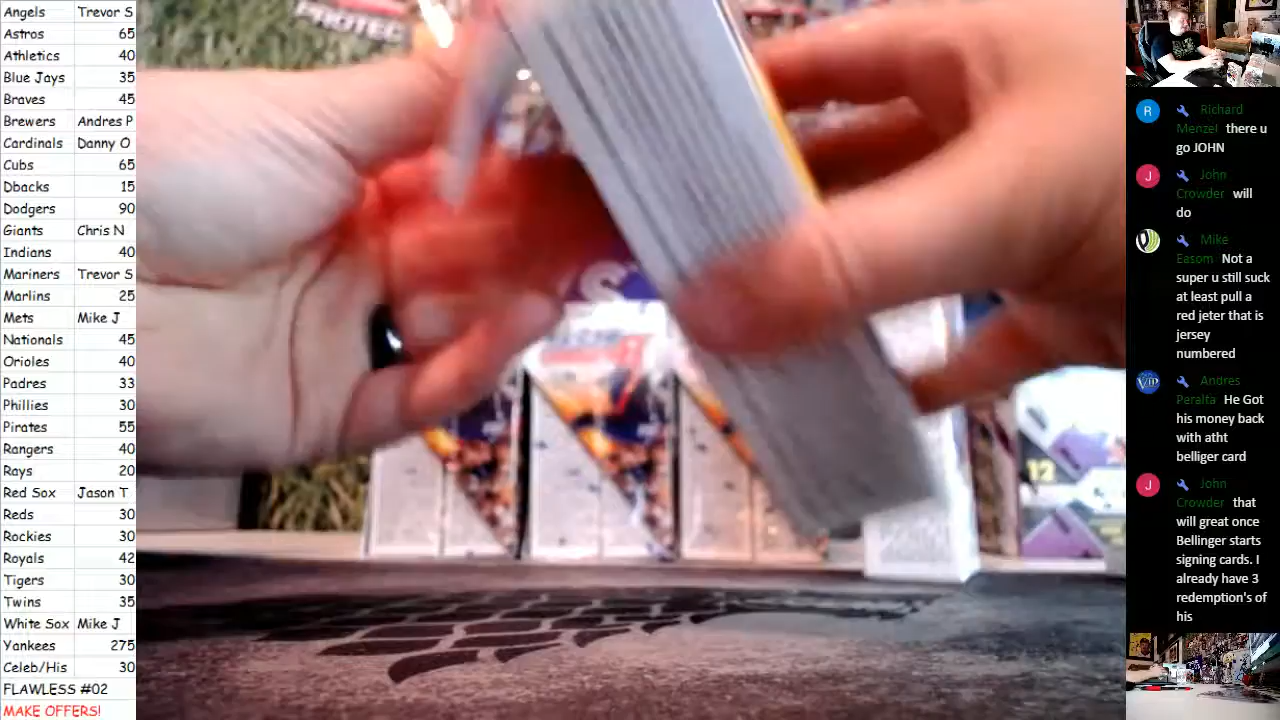 Angels Trevor S
Astros 65
Athletics 40
Blue Jays 35
Braves 45
Brewers Andres P
Cardinals Danny O
Cubs 65
Dbacks 15
Dodgers 90
Giants Chris N
Indians 40
Mariners Trevor S
Marlins 25
Mets Mike J
Nationals 45
Orioles 40
Padres 33
Phillies 30
Pirates 55
Rangers 40
Rays 20
Red Sox Jason T
Reds 30
Rockies 30
Royals 42
Tigers 30
Twins 35
White Sox Mike J
Yankees 275
Celeb/His 30
FLAWLESS #02
MAKE OFFERS!
PROTEC
12
R
Richard
Menzel there u
go JOHN
J
John
Crowder will
do
Mike
Easom Not a
super u still suck
at least pull a
red jeter that is
jersey
numbered
VIP
Andres
Peralta He Got
his money back
with atht
belliger card
J
John
Crowder that
will great once
Bellinger starts
signing cards. I
already have 3
redemption's of
his